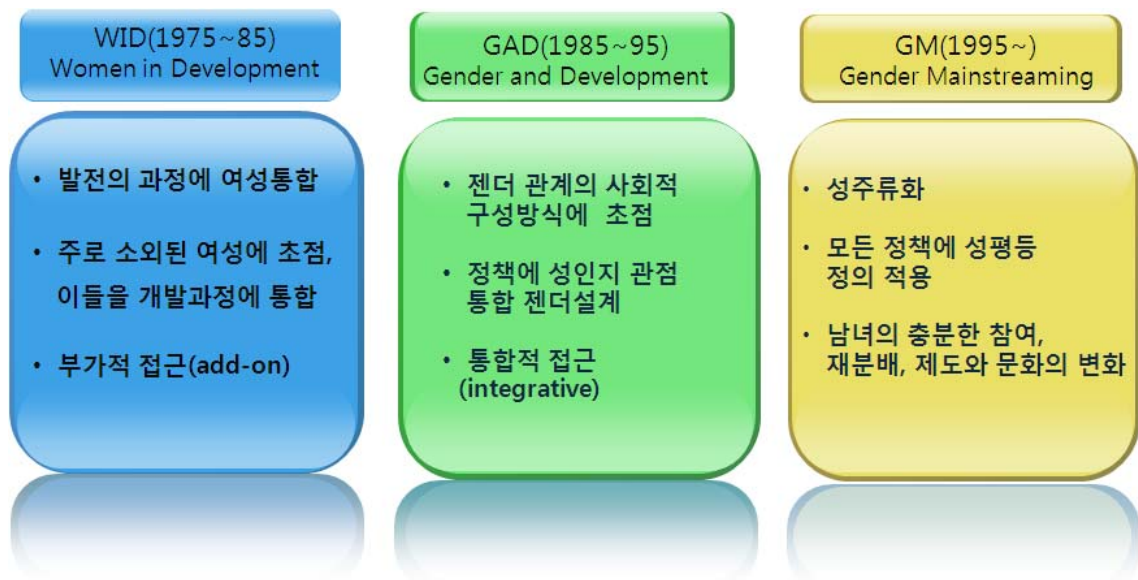 WID(1975~85)
Women in Development
• 발전의 과정에 여성통합
• 주로 소외된 여성에 초점,
이들을 개발과정에 통합
• 부가적 접근(add-on)
GAD(1985~95)
Gender and Development
• 젠더 관계의 사회적
구성방식에 초점
• 정책에 성인지 관점
통합 젠더설계
• 통합적 접근
(integrative)
GM(1995~)
Gender Mainstreaming
• 성주류화
• 모든 정책에 성평등
정의 적용
• 남녀의 충분한 참여,
재분배, 제도와 문화의 변화